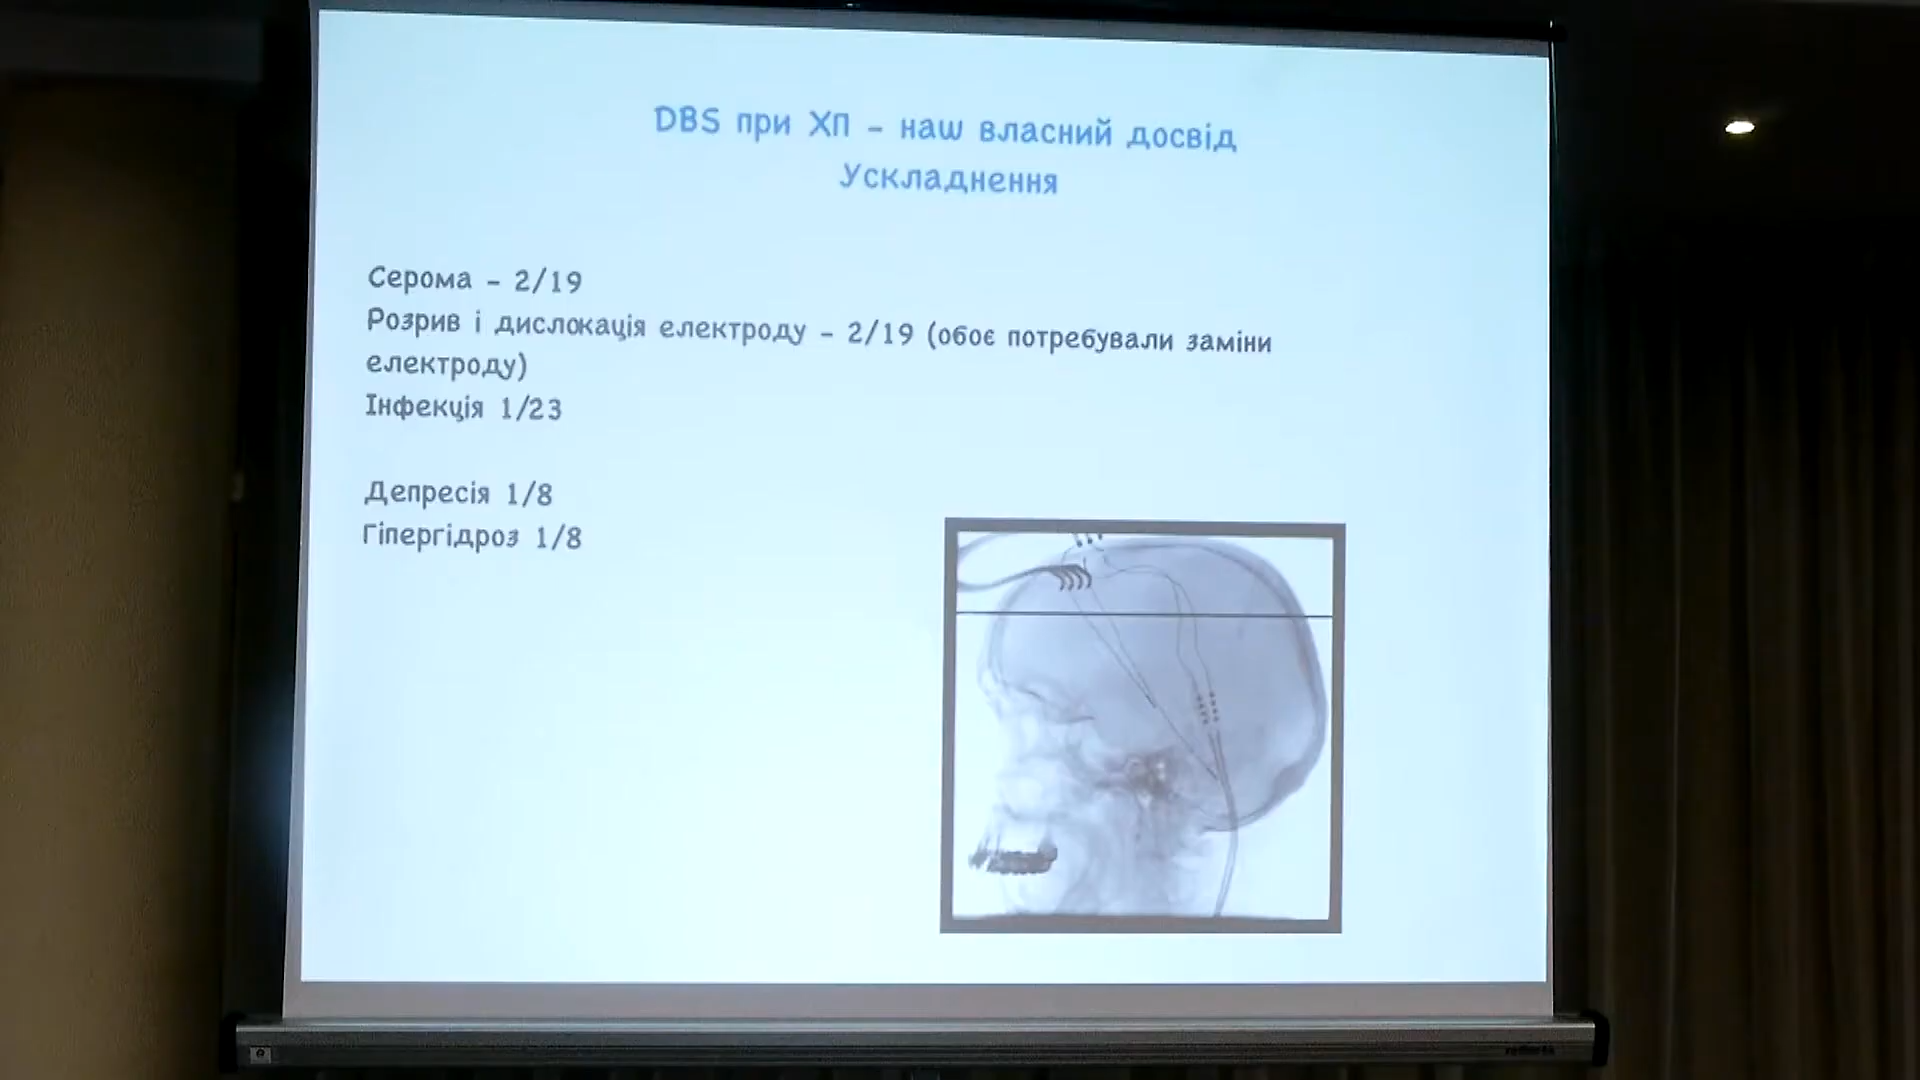 DBS при ХП – наш власний досвід
Ускладнення
Серома – 2/19
Розрив і дислокація електроду – 2/19 (обоє потребували заміни
електроду)
Інфекція 1/23
Депресія 1/8
Гіпергідроз 1/8